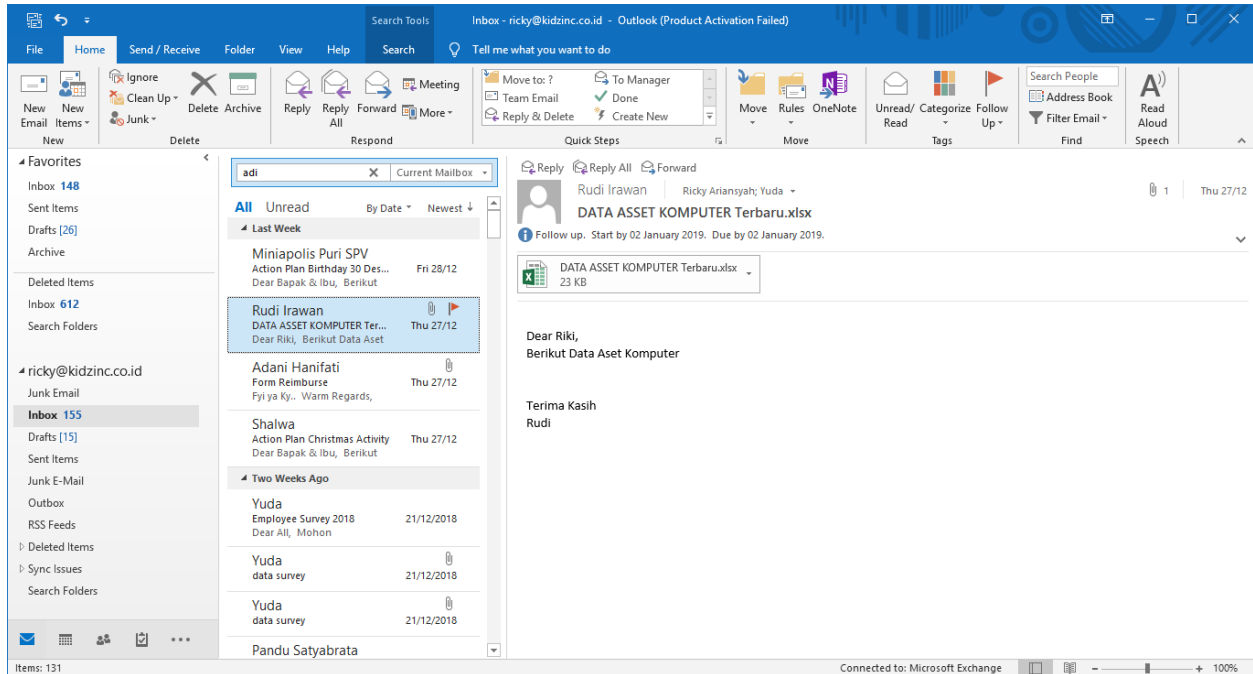 Search Tools
Inbox - ricky@kidzinc.co.id - Outlook (Product Activation Failed)
File Home Send / Receive Folder View Help Search Tell me what you want to do
New Email
New Items
New
Ignore
Clean Up
Junk
Delete
Archive
Delete
Reply
Reply All
Forward
Meeting
More
Respond
Move to: ?
Team Email
Reply & Delete
To Manager
Done
Create New
Quick Steps
Move
Rules
OneNote
Move
Unread/ Read
Categorize
Follow Up
Tags
Search People
Address Book
Filter Email
Find
Read Aloud
Speech
Favorites
Inbox 148
Sent Items
Drafts [26]
Archive
Deleted Items
Inbox 612
Search Folders
ricky@kidzinc.co.id
Junk Email
Inbox 155
Drafts [15]
Sent Items
Junk E-Mail
Outbox
RSS Feeds
Deleted Items
Sync Issues
Search Folders
adi Current Mailbox
All Unread By Date Newest
Last Week
Miniapolis Puri SPV
Action Plan Birthday 30 Des... Fri 28/12
Dear Bapak & Ibu, Berikut
Rudi Irawan
DATA ASSET KOMPUTER Ter... Thu 27/12
Dear Riki, Berikut Data Aset
Adani Hanifati
Form Reimburse Thu 27/12
Fyi ya Ky.. Warm Regards,
Shalwa
Action Plan Christmas Activity Thu 27/12
Dear Bapak & Ibu, Berikut
Two Weeks Ago
Yuda
Employee Survey 2018 21/12/2018
Dear All, Mohon
Yuda
data survey 21/12/2018
Yuda
data survey 21/12/2018
Pandu Satyabrata
Reply Reply All Forward
Rudi Irawan Ricky Ariansyah; Yuda 1 Thu 27/12
DATA ASSET KOMPUTER Terbaru.xlsx
Follow up. Start by 02 January 2019. Due by 02 January 2019.
DATA ASSET KOMPUTER Terbaru.xlsx
23 KB
Dear Riki,
Berikut Data Aset Komputer
Terima Kasih
Rudi
Items: 131 Connected to: Microsoft Exchange 100%